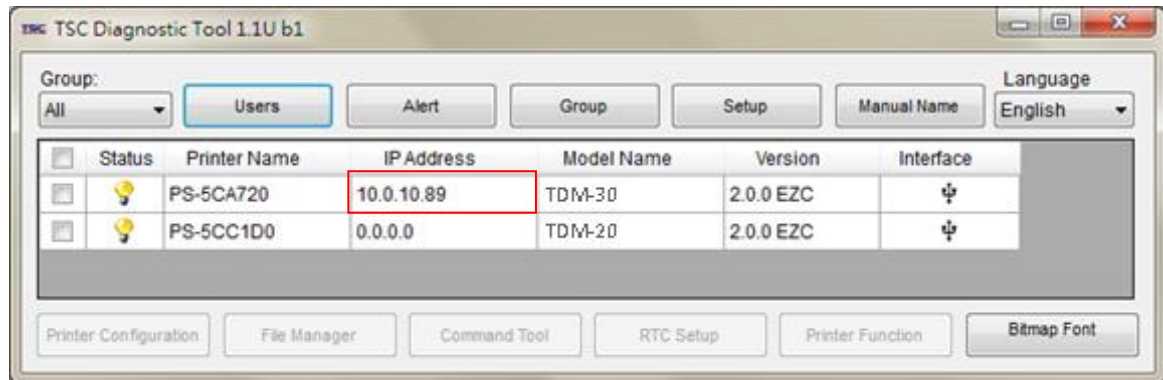 TSC TSC Diagnostic Tool 1.1U b1
Group: Language
All Users Alert Group Setup Manual Name English
Status Printer Name IP Address Model Name Version Interface
PS-5CA720 10.0.10.89 TDM-30 2.0.0 EZC
PS-5CC1D0 0.0.0.0 TDM-20 2.0.0 EZC
Printer Configuration File Manager Command Tool RTC Setup Printer Function Bitmap Font